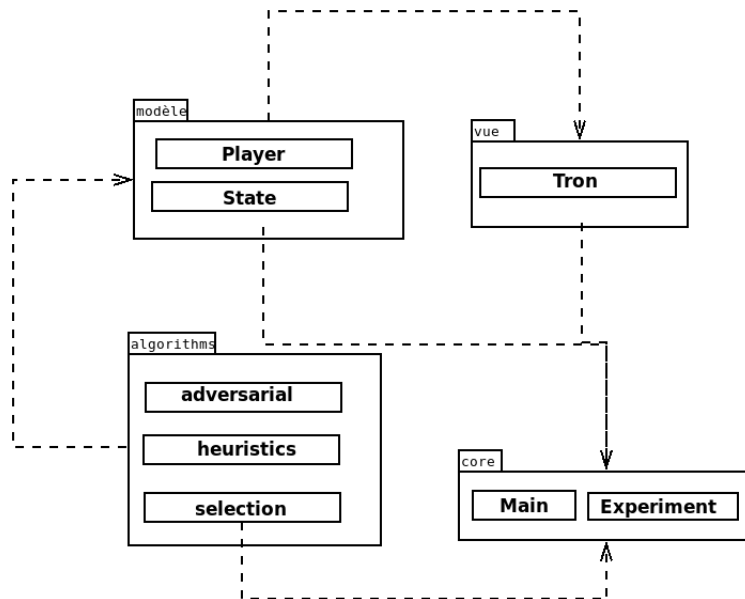 modèle
Player
State
vue
Tron
algorithms
adversarial
heuristics
selection
core
Main
Experiment